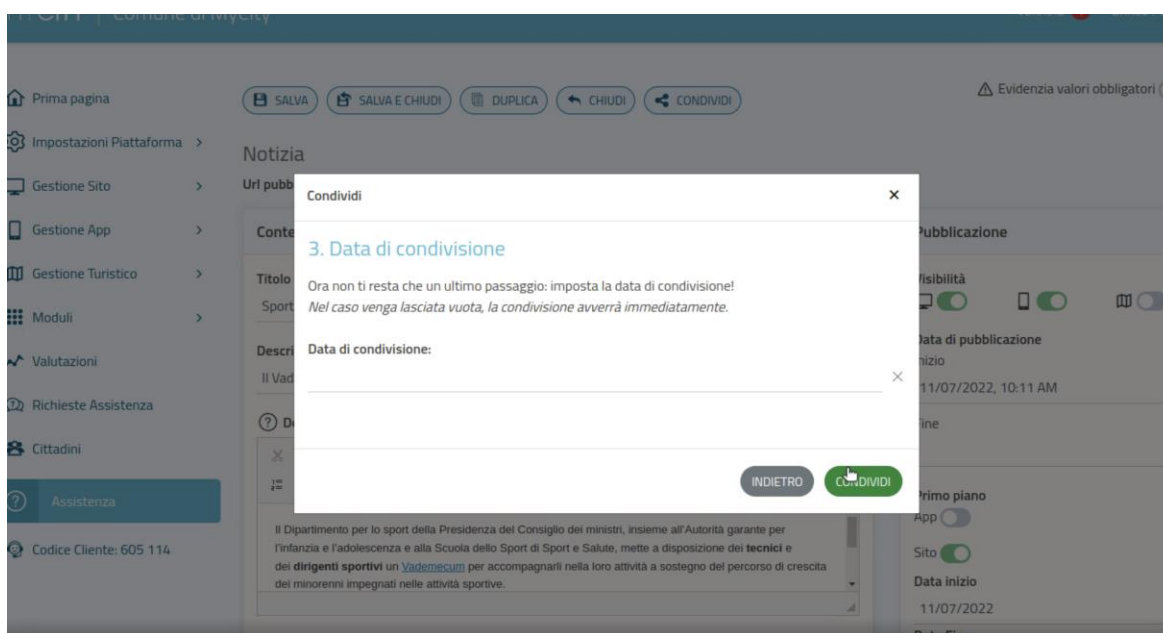 Comune di MyCity
Prima pagina
Impostazioni Piattaforma
Gestione Sito
Gestione App
Gestione Turistico
Moduli
Valutazioni
Richieste Assistenza
Cittadini
Assistenza
Codice Cliente: 605 114
SALVA
SALVA E CHIUDI
DUPLICA
CHIUDI
CONDIVIDI
Evidenzia valori obbligatori
Notizia
Url pubb
Conte
Titolo
Sport
Descri
Il Vad
Condividi
3. Data di condivisione
Ora non ti resta che un ultimo passaggio: imposta la data di condivisione!
Nel caso venga lasciata vuota, la condivisione avverrà immediatamente.
Data di condivisione:
INDIETRO
CONDIVIDI
Il Dipartimento per lo sport della Presidenza del Consiglio dei ministri, insieme all'Autorità garante per
l'infanzia e l'adolescenza e alla Scuola dello Sport di Sport e Salute, mette a disposizione dei tecnici e
dei dirigenti sportivi un Vademecum per accompagnarli nella loro attività a sostegno del percorso di crescita
dei minorenni impegnati nelle attività sportive.
Pubblicazione
Visibilità
Data di pubblicazione
Inizio
11/07/2022, 10:11 AM
Fine
Primo piano
App
Sito
Data inizio
11/07/2022